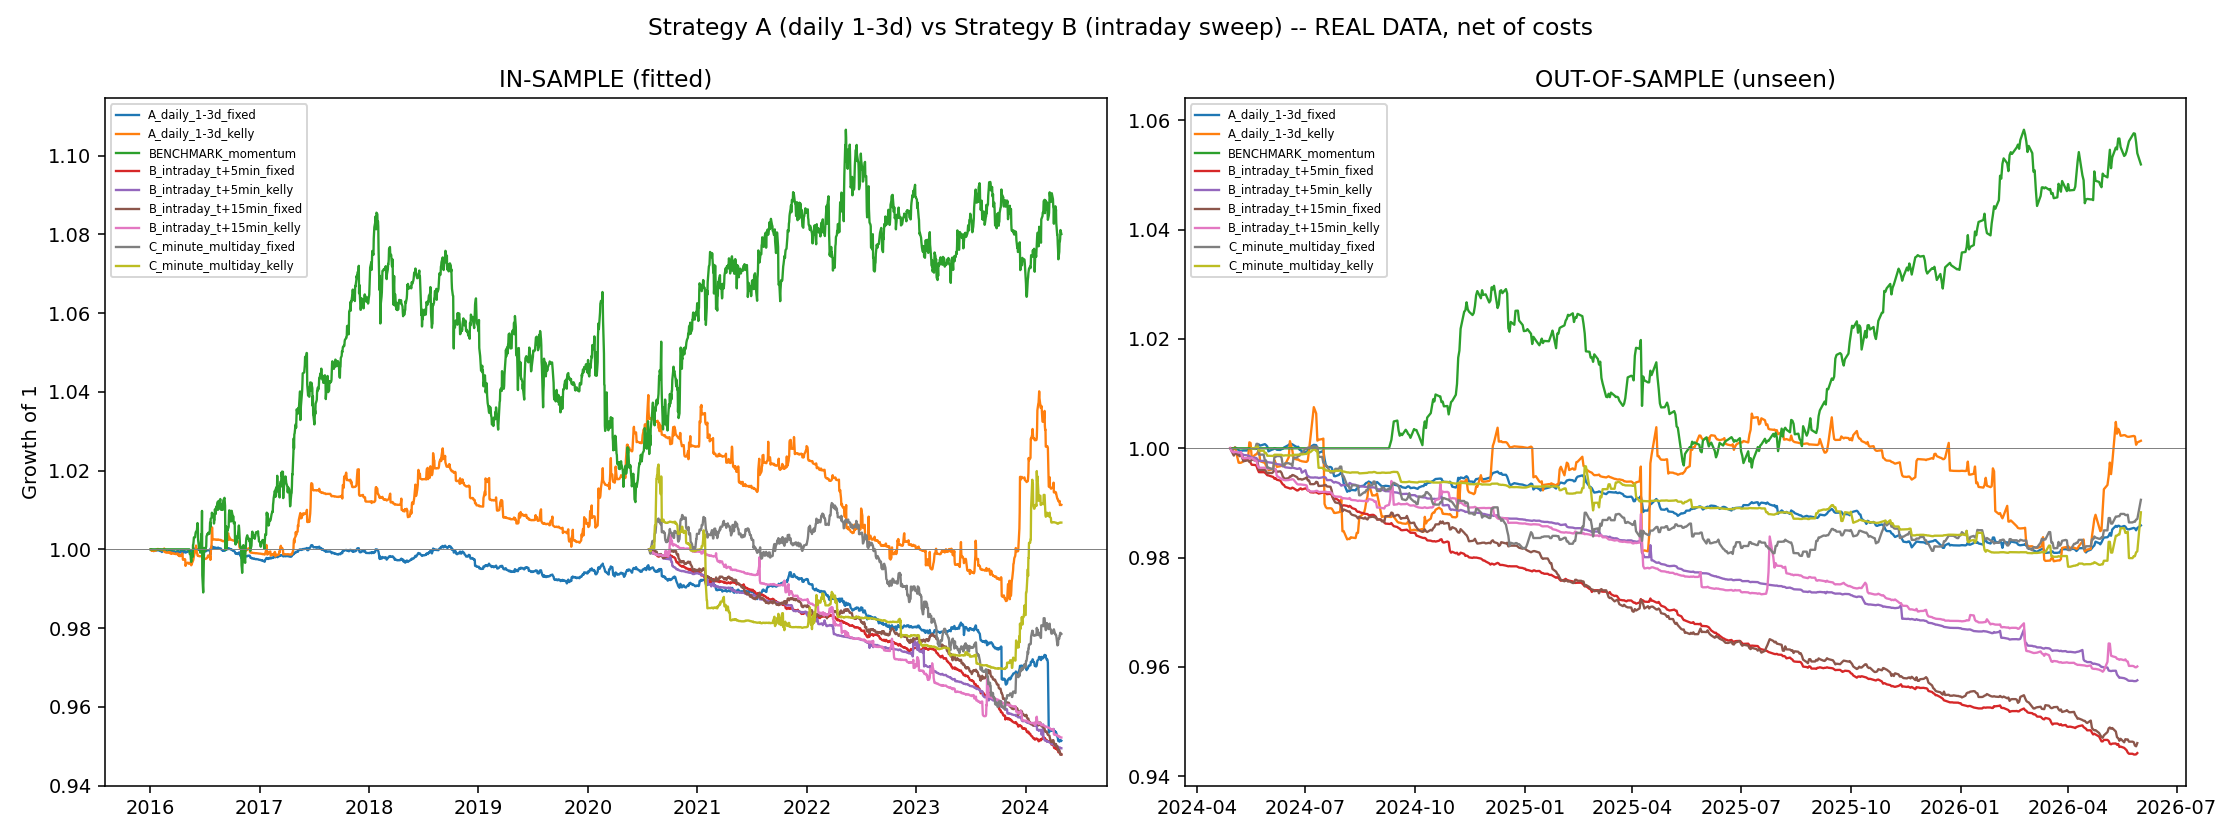 Strategy A (daily 1-3d) vs Strategy B (intraday sweep) -- REAL DATA, net of costs
IN-SAMPLE (fitted)
A_daily_1-3d_fixed
A_daily_1-3d_kelly
BENCHMARK_momentum
B_intraday_t+5min_fixed
B_intraday_t+5min_kelly
B_intraday_t+15min_fixed
B_intraday_t+15min_kelly
C_minute_multiday_fixed
C_minute_multiday_kelly
Growth of 1
1.10
1.08
1.06
1.04
1.02
1.00
0.98
0.96
0.94
2016 2017 2018 2019 2020 2021 2022 2023 2024
OUT-OF-SAMPLE (unseen)
A_daily_1-3d_fixed
A_daily_1-3d_kelly
BENCHMARK_momentum
B_intraday_t+5min_fixed
B_intraday_t+5min_kelly
B_intraday_t+15min_fixed
B_intraday_t+15min_kelly
C_minute_multiday_fixed
C_minute_multiday_kelly
1.06
1.04
1.02
1.00
0.98
0.96
0.94
2024-04 2024-07 2024-10 2025-01 2025-04 2025-07 2025-10 2026-01 2026-04 2026-07